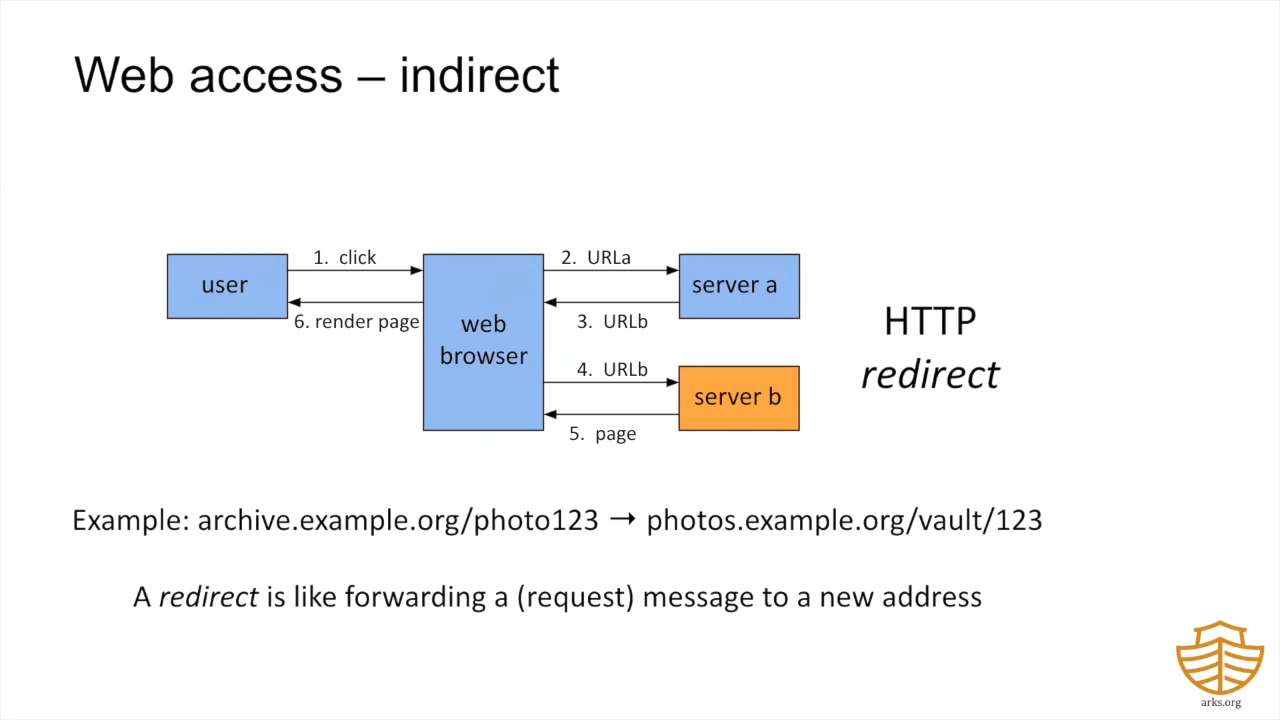 Web access – indirect
1. click
2. URLa
user
server a
6. render page
3. URLb
web
browser
HTTP
redirect
4. URLb
server b
5. page
Example: archive.example.org/photo123 → photos.example.org/vault/123
A redirect is like forwarding a (request) message to a new address
arks.org